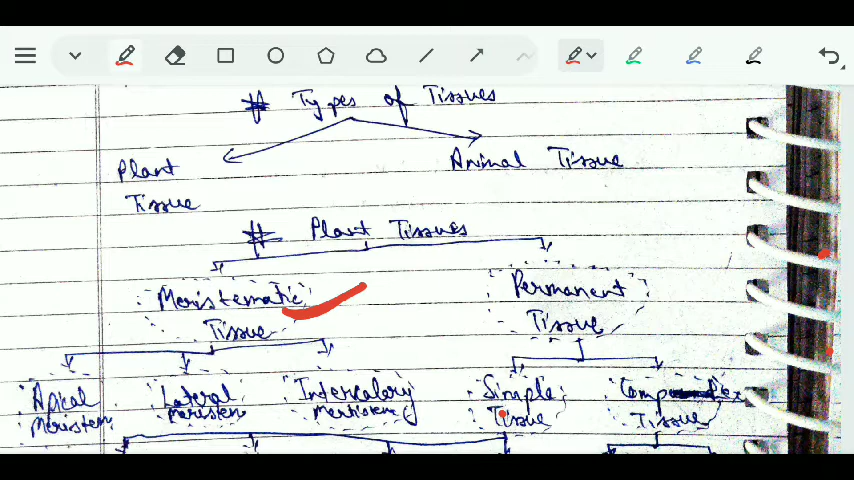 # Types of Tissues
Plant Tissue
Animal Tissue
# Plant Tissues
Meristematic Tissue
Permanent Tissue
Apical Meristem
Lateral Meristem
Intercalory Meristem
Simple Tissue
Complex Tissue